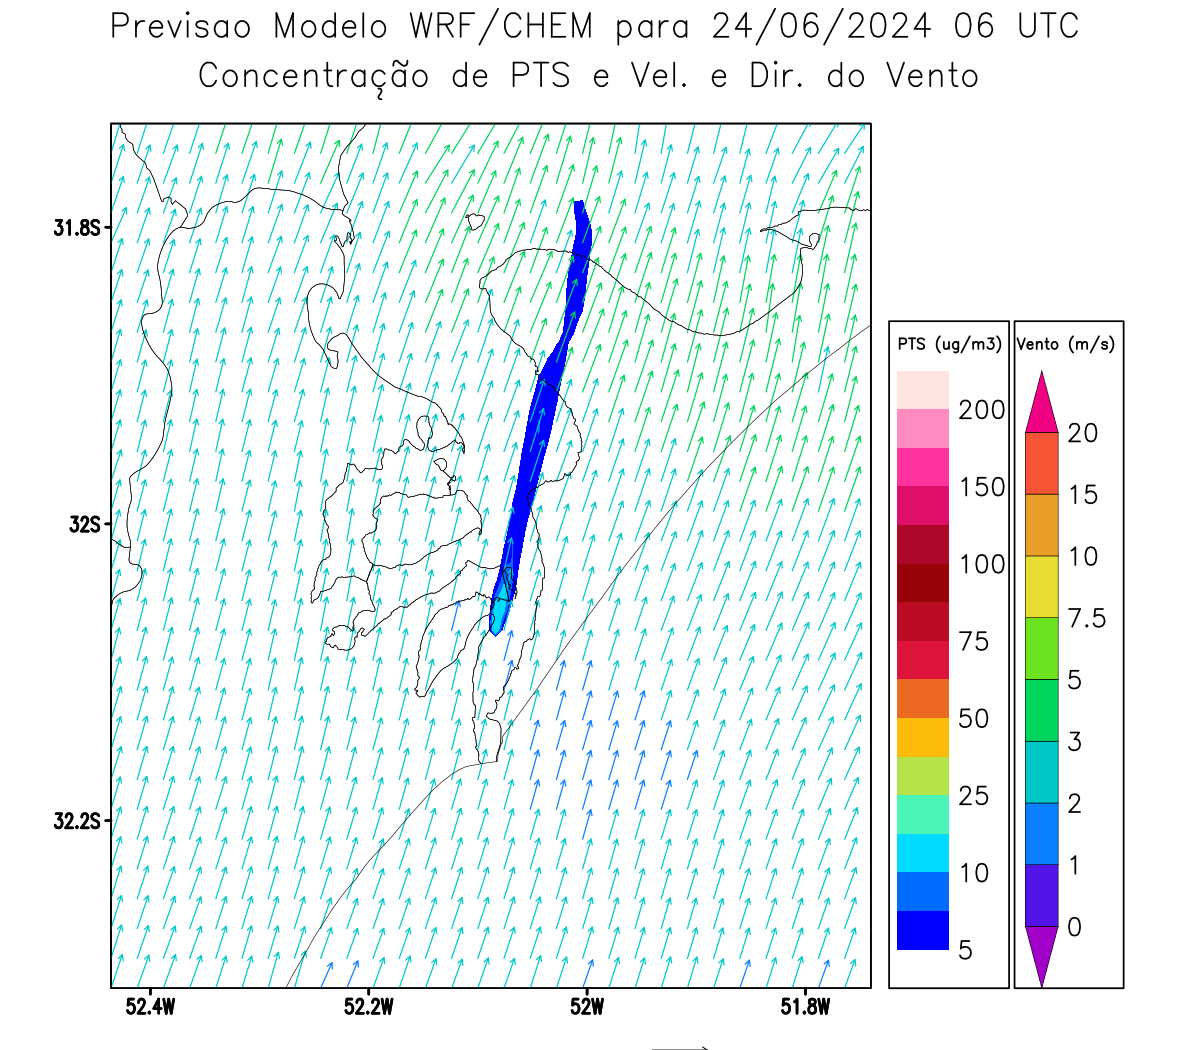 Previsao Modelo WRF/CHEM para 24/06/2024 06 UTC
Concentração de PTS e Vel. e Dir. do Vento
31.8S
32S
32.2S
52.4W
52.2W
52W
51.8W
PTS (ug/m3)
200
150
100
75
50
25
10
5
Vento (m/s)
20
15
10
7.5
5
3
2
1
0